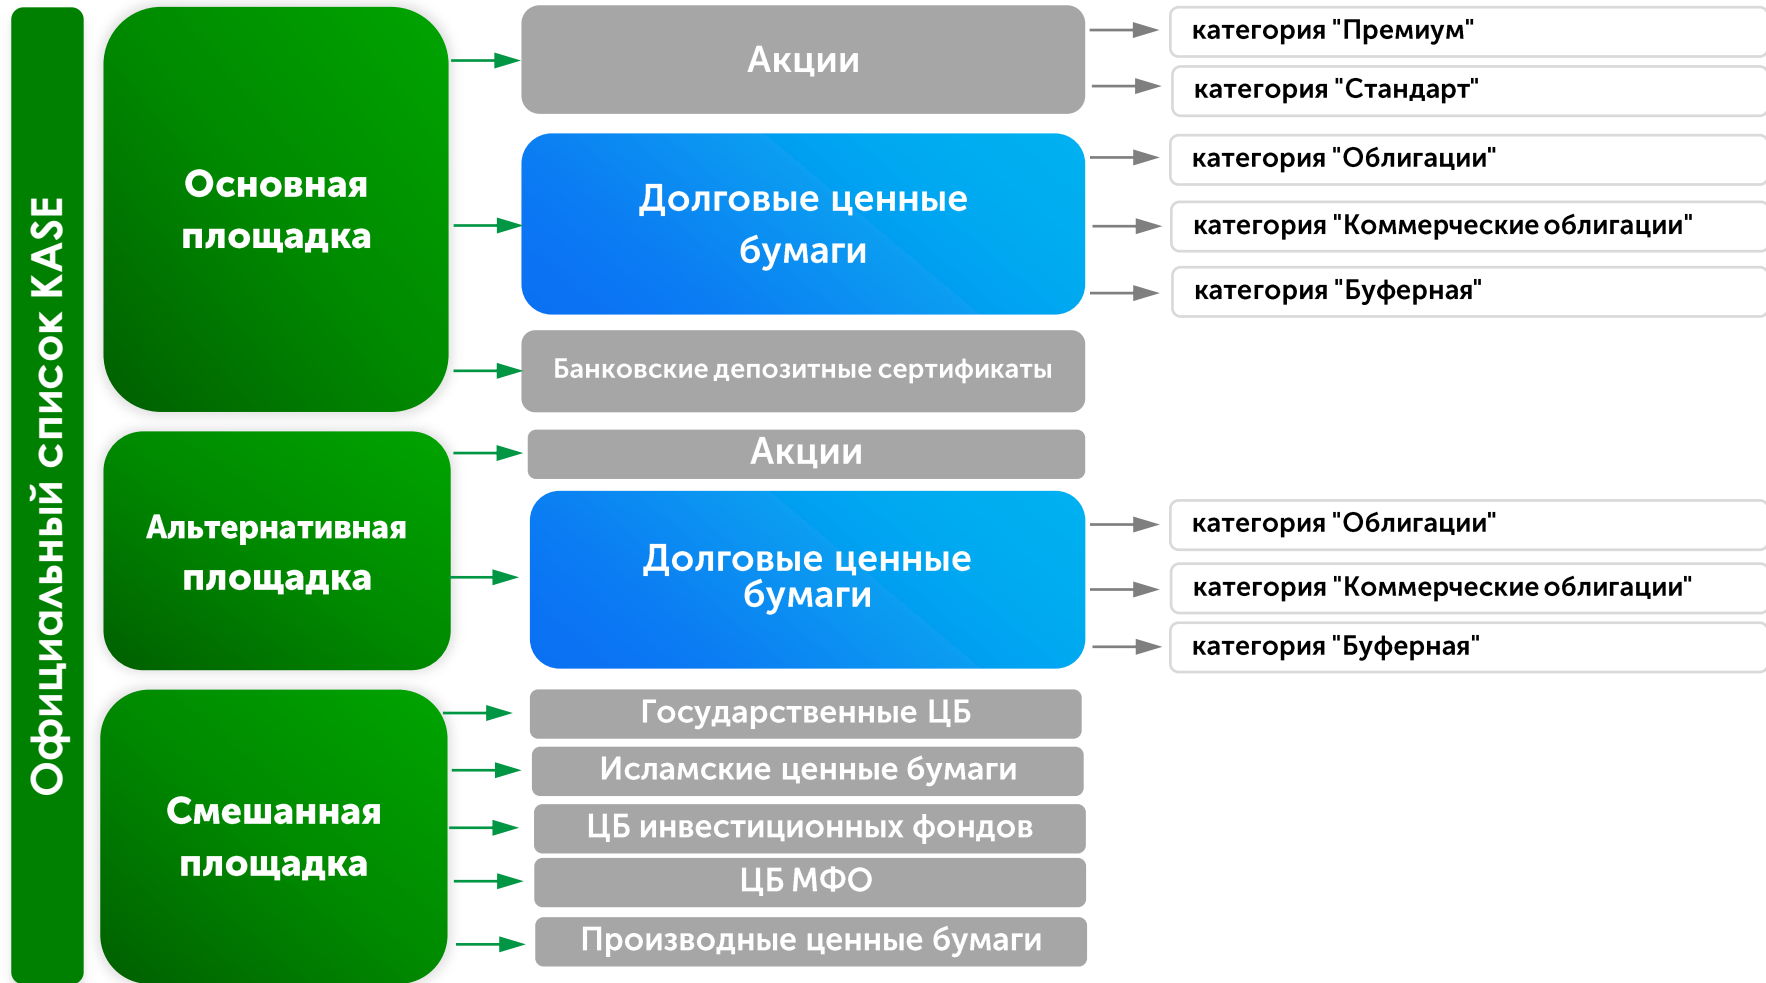 Официальный список KASE
Основная
площадка
Акции
категория "Премиум"
категория "Стандарт"
Долговые ценные
бумаги
категория "Облигации"
категория "Коммерческие облигации"
категория "Буферная"
Банковские депозитные сертификаты
Альтернативная
площадка
Акции
Долговые ценные
бумаги
категория "Облигации"
категория "Коммерческие облигации"
категория "Буферная"
Смешанная
площадка
Государственные ЦБ
Исламские ценные бумаги
ЦБ инвестиционных фондов
ЦБ МФО
Производные ценные бумаги